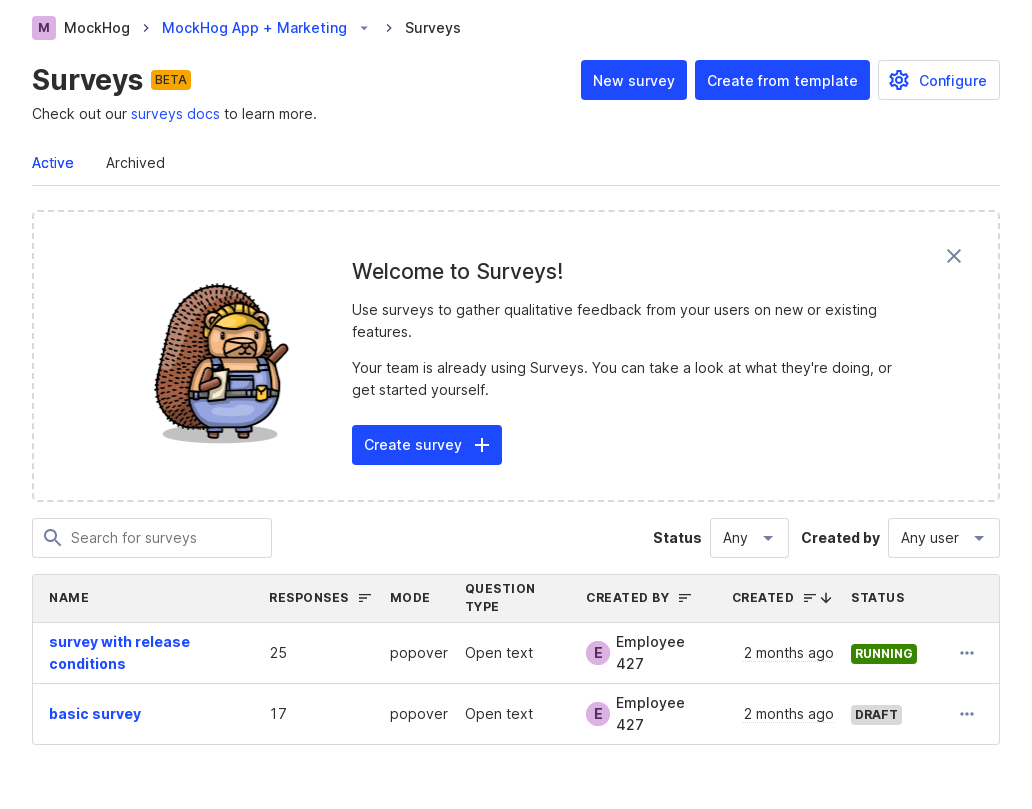 M MockHog > MockHog App + Marketing > Surveys
Surveys BETA
New survey Create from template Configure
Check out our surveys docs to learn more.
Active Archived
Welcome to Surveys!
Use surveys to gather qualitative feedback from your users on new or existing
features.
Your team is already using Surveys. You can take a look at what they're doing, or
get started yourself.
Create survey +
Search for surveys Status Any Created by Any user
NAME RESPONSES MODE QUESTION TYPE CREATED BY CREATED STATUS
survey with release conditions 25 popover Open text E Employee 427 2 months ago RUNNING
basic survey 17 popover Open text E Employee 427 2 months ago DRAFT